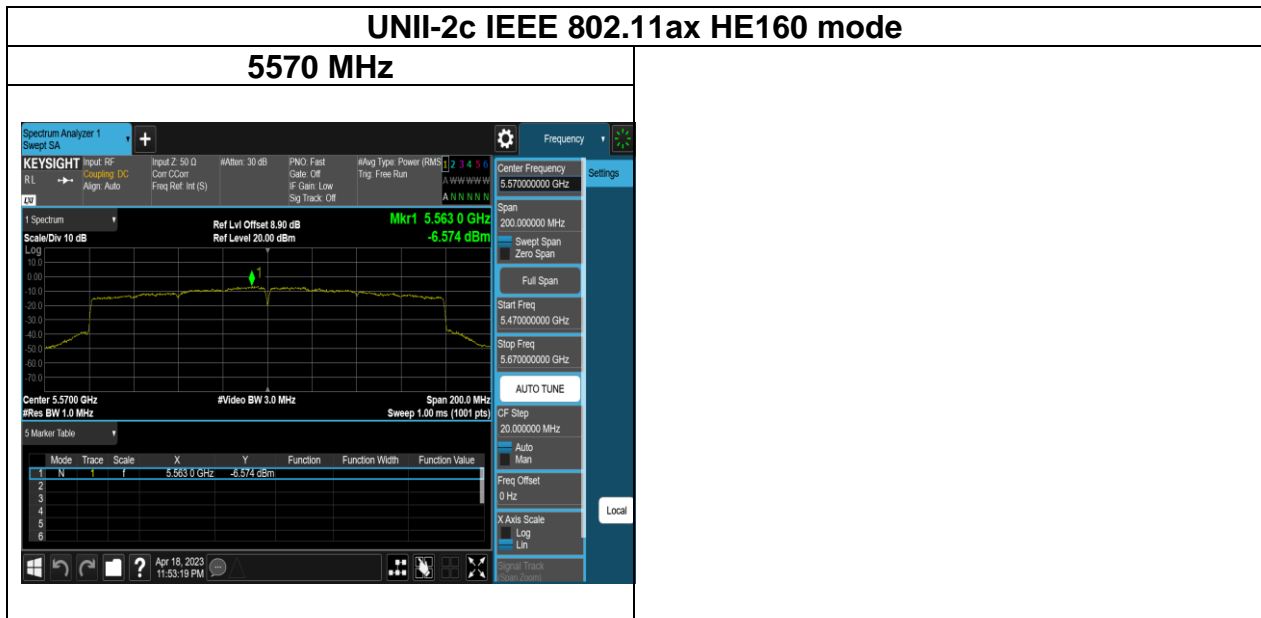 UNII-2c IEEE 802.11ax HE160 mode
5570 MHz
Spectrum Analyzer 1
Swept SA
Frequency
KEYSIGHT
RL
LXI
Input: RF
Coupling: DC
Align: Auto
Input Z: 50 Ω
Corr CCorr
Freq Ref: Int (S)
#Atten: 30 dB
PNO: Fast
Gate: Off
IF Gain: Low
Sig Track: Off
#Avg Type: Power (RMS
Trig: Free Run
1 2 3 4 5 6
A W W W W W
A N N N N N
1 Spectrum
Scale/Div 10 dB
Ref Lvl Offset 8.90 dB
Ref Level 20.00 dBm
Mkr1 5.563 0 GHz
-6.574 dBm
Log
10.0
0.00
-10.0
-20.0
-30.0
-40.0
-50.0
-60.0
-70.0
1
Center 5.5700 GHz
#Video BW 3.0 MHz
Span 200.0 MHz
#Res BW 1.0 MHz
Sweep 1.00 ms (1001 pts)
5 Marker Table
Mode Trace Scale X Y Function Function Width Function Value
1 N 1 f 5.563 0 GHz -6.574 dBm
2
3
4
5
6
Apr 18, 2023
11:53:19 PM
Center Frequency
5.570000000 GHz
Settings
Span
200.000000 MHz
Swept Span
Zero Span
Full Span
Start Freq
5.470000000 GHz
Stop Freq
5.670000000 GHz
AUTO TUNE
CF Step
20.000000 MHz
Auto
Man
Freq Offset
0 Hz
X Axis Scale
Log
Lin
Local
Signal Track
(Span Zoom)